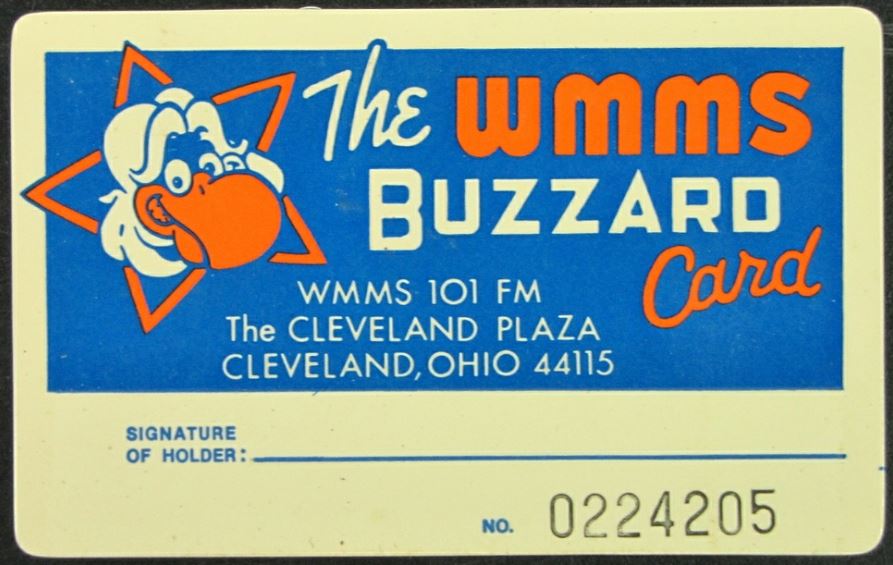 The WMMS
BUZZARD
Card
WMMS 101 FM
The CLEVELAND PLAZA
CLEVELAND, OHIO 44115
SIGNATURE
OF HOLDER:
NO. 0224205